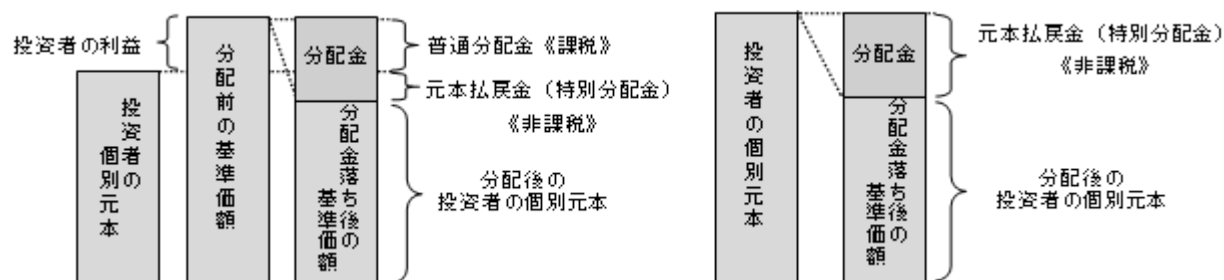 投資者の利益
投資者の
個別元本
分配前の基準価額
分配金
分配金落ち後の
基準価額
普通分配金《課税》
元本払戻金（特別分配金）
《非課税》
分配後の
投資者の個別元本
投資者の個別元本
分配金
分配金落ち後の
基準価額
元本払戻金（特別分配金）
《非課税》
分配後の
投資者の個別元本